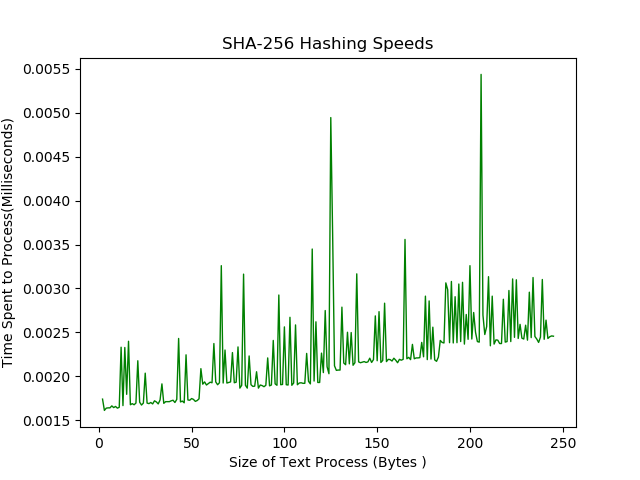 SHA-256 Hashing Speeds
Time Spent to Process(Milliseconds)
0.0055
0.0050
0.0045
0.0040
0.0035
0.0030
0.0025
0.0020
0.0015
0 50 100 150 200 250
Size of Text Process (Bytes )